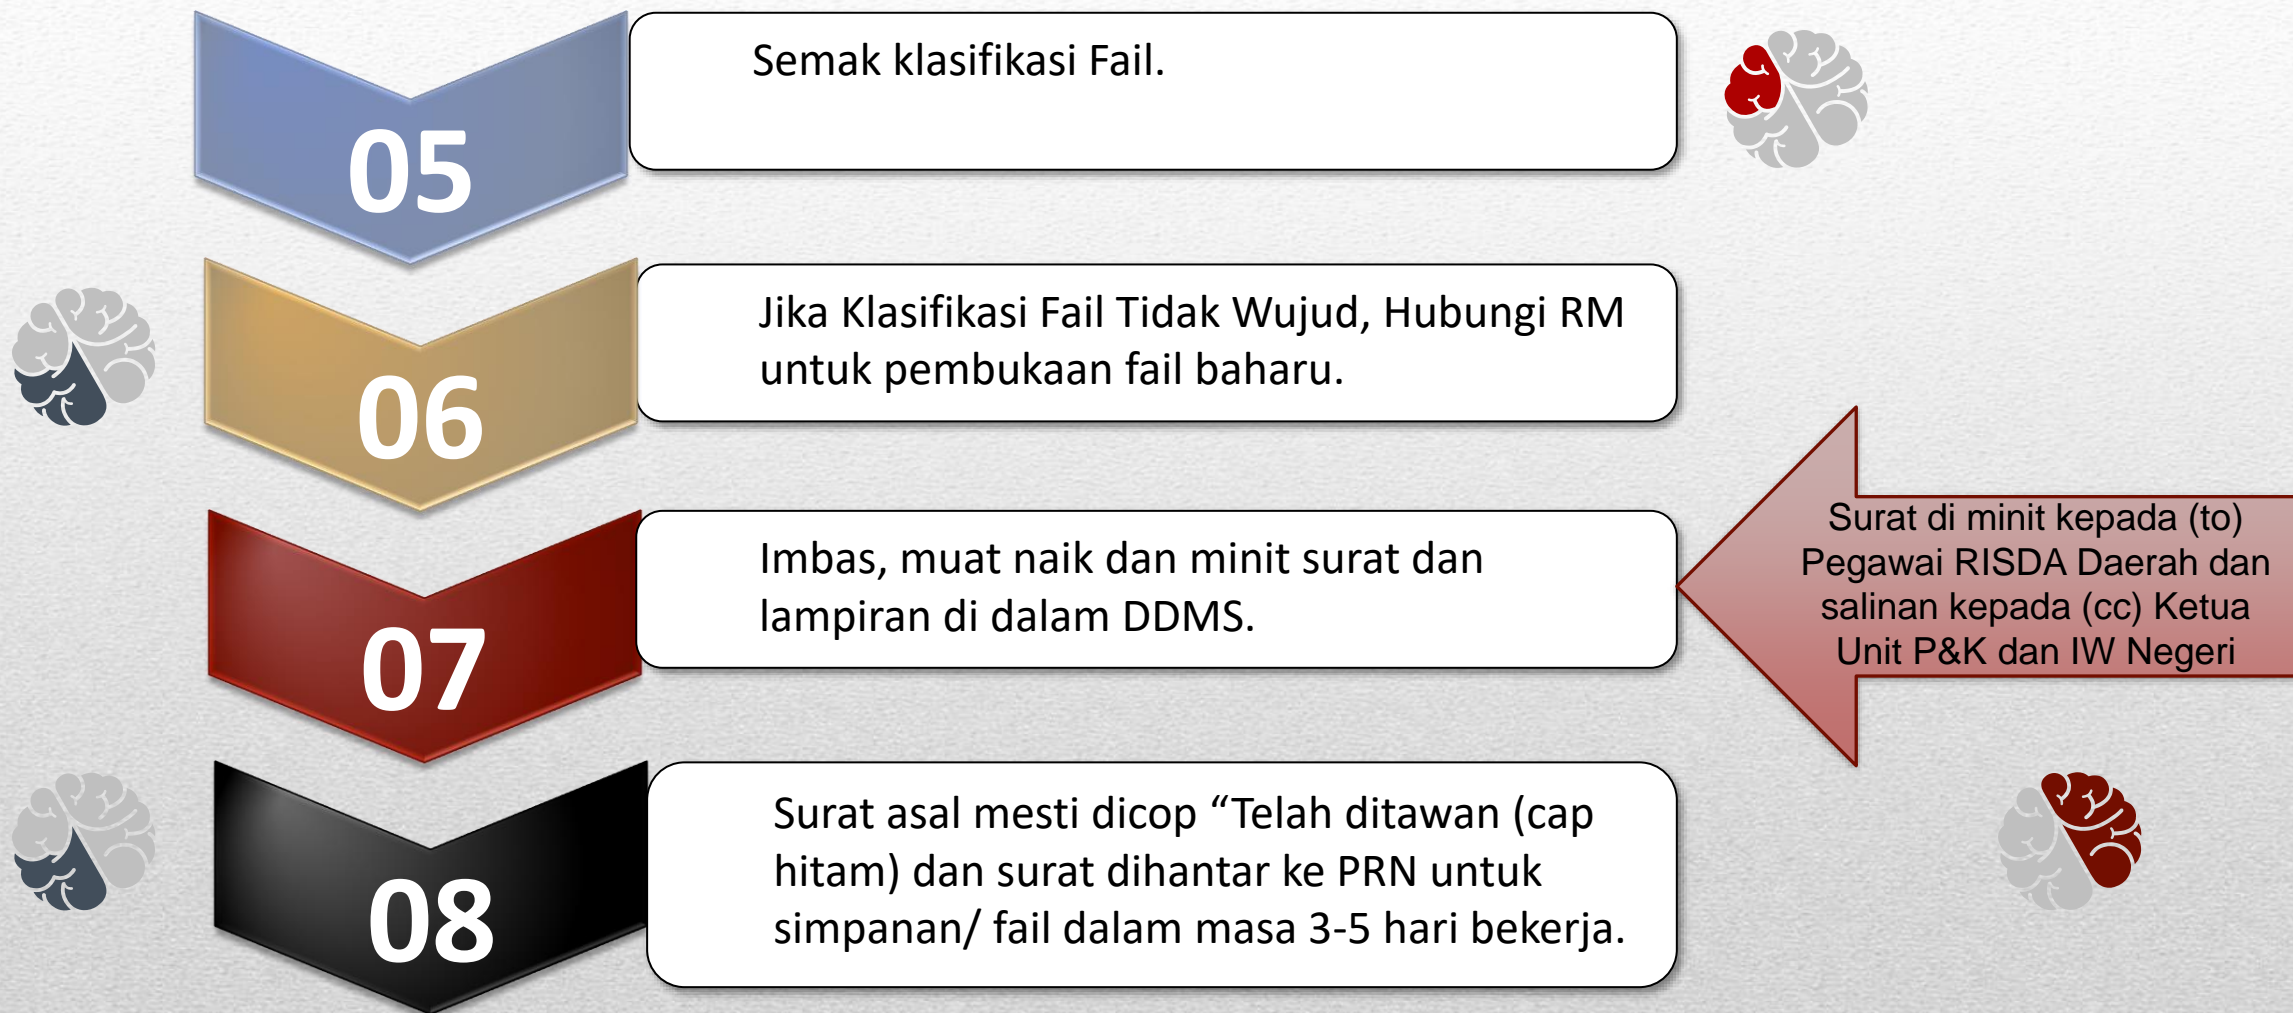 05
Semak klasifikasi Fail.
06
Jika Klasifikasi Fail Tidak Wujud, Hubungi RM
untuk pembukaan fail baharu.
07
Imbas, muat naik dan minit surat dan
lampiran di dalam DDMS.
Surat di minit kepada (to)
Pegawai RISDA Daerah dan
salinan kepada (cc) Ketua
Unit P&K dan IW Negeri
08
Surat asal mesti dicop “Telah ditawan (cap
hitam) dan surat dihantar ke PRN untuk
simpanan/ fail dalam masa 3-5 hari bekerja.